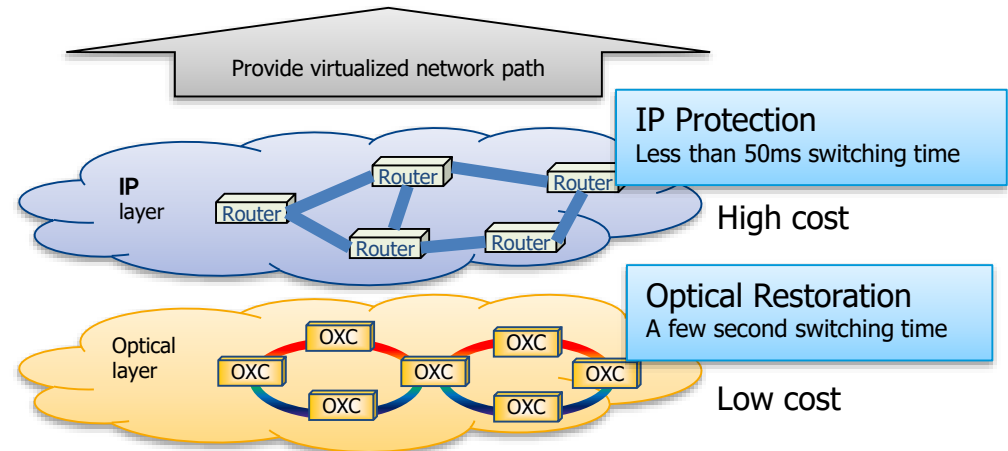 Provide virtualized network path
IP Protection
Less than 50ms switching time
IP
layer
Router
Router
Router
Router
Router
High cost
Optical Restoration
A few second switching time
Optical
layer
OXC
OXC
OXC
OXC
OXC
OXC
OXC
Low cost